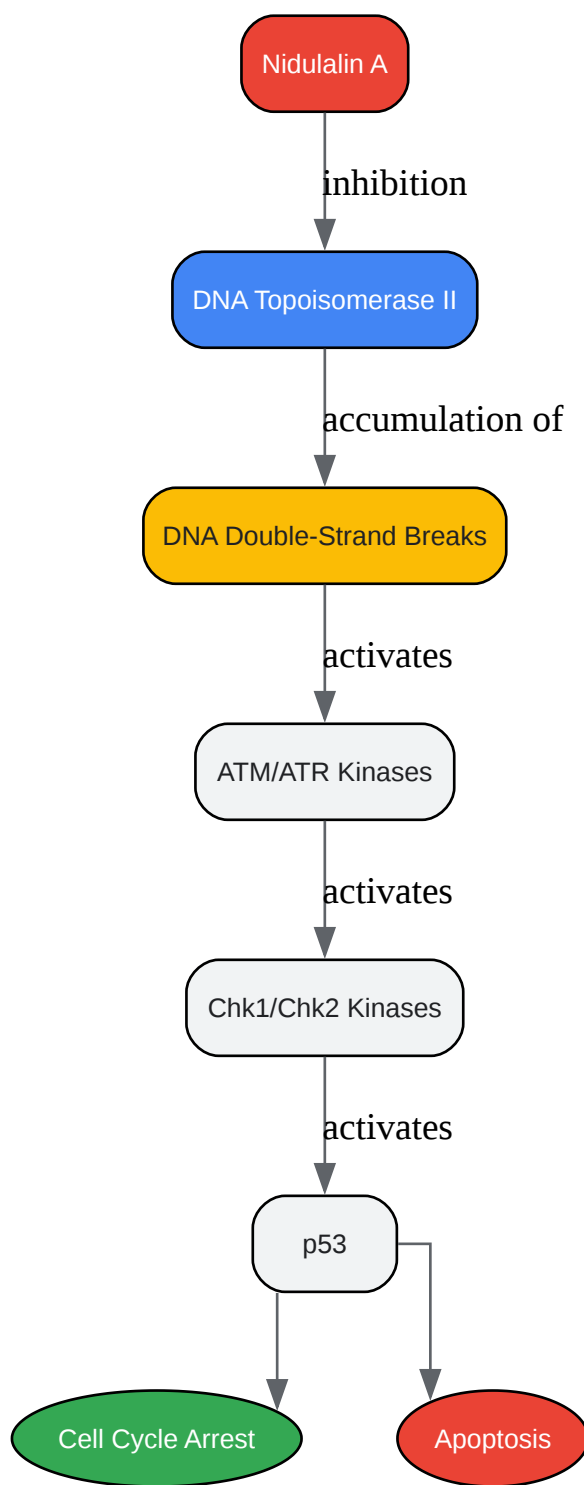 Nidulalin A
inhibition
DNA Topoisomerase II
accumulation of
DNA Double-Strand Breaks
activates
ATM/ATR Kinases
activates
Chk1/Chk2 Kinases
activates
p53
Cell Cycle Arrest
Apoptosis